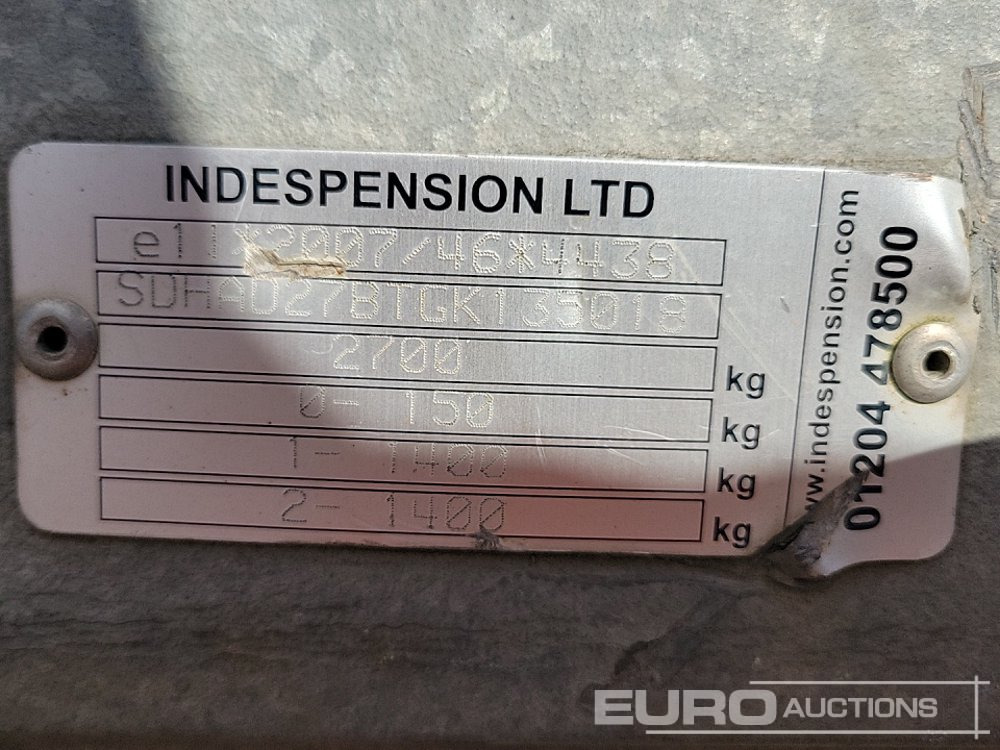 INDESPENSION LTD
e11*2007/46*4438
SDHAD27BTGK135018
2700 kg
0- 150 kg
1- 1400 kg
2- 1400 kg
www.indespension.com
01204 478500
EURO AUCTIONS